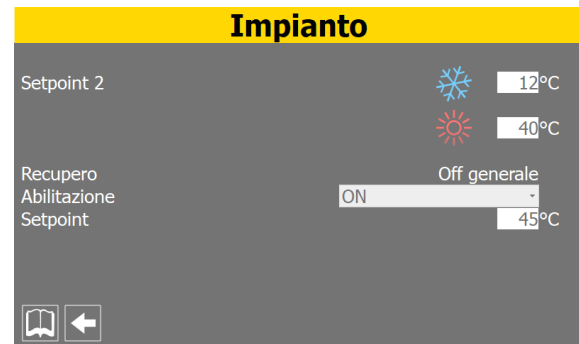 Impianto
Setpoint 2 12°C
40°C
Recupero Off generale
Abilitazione ON
Setpoint 45°C